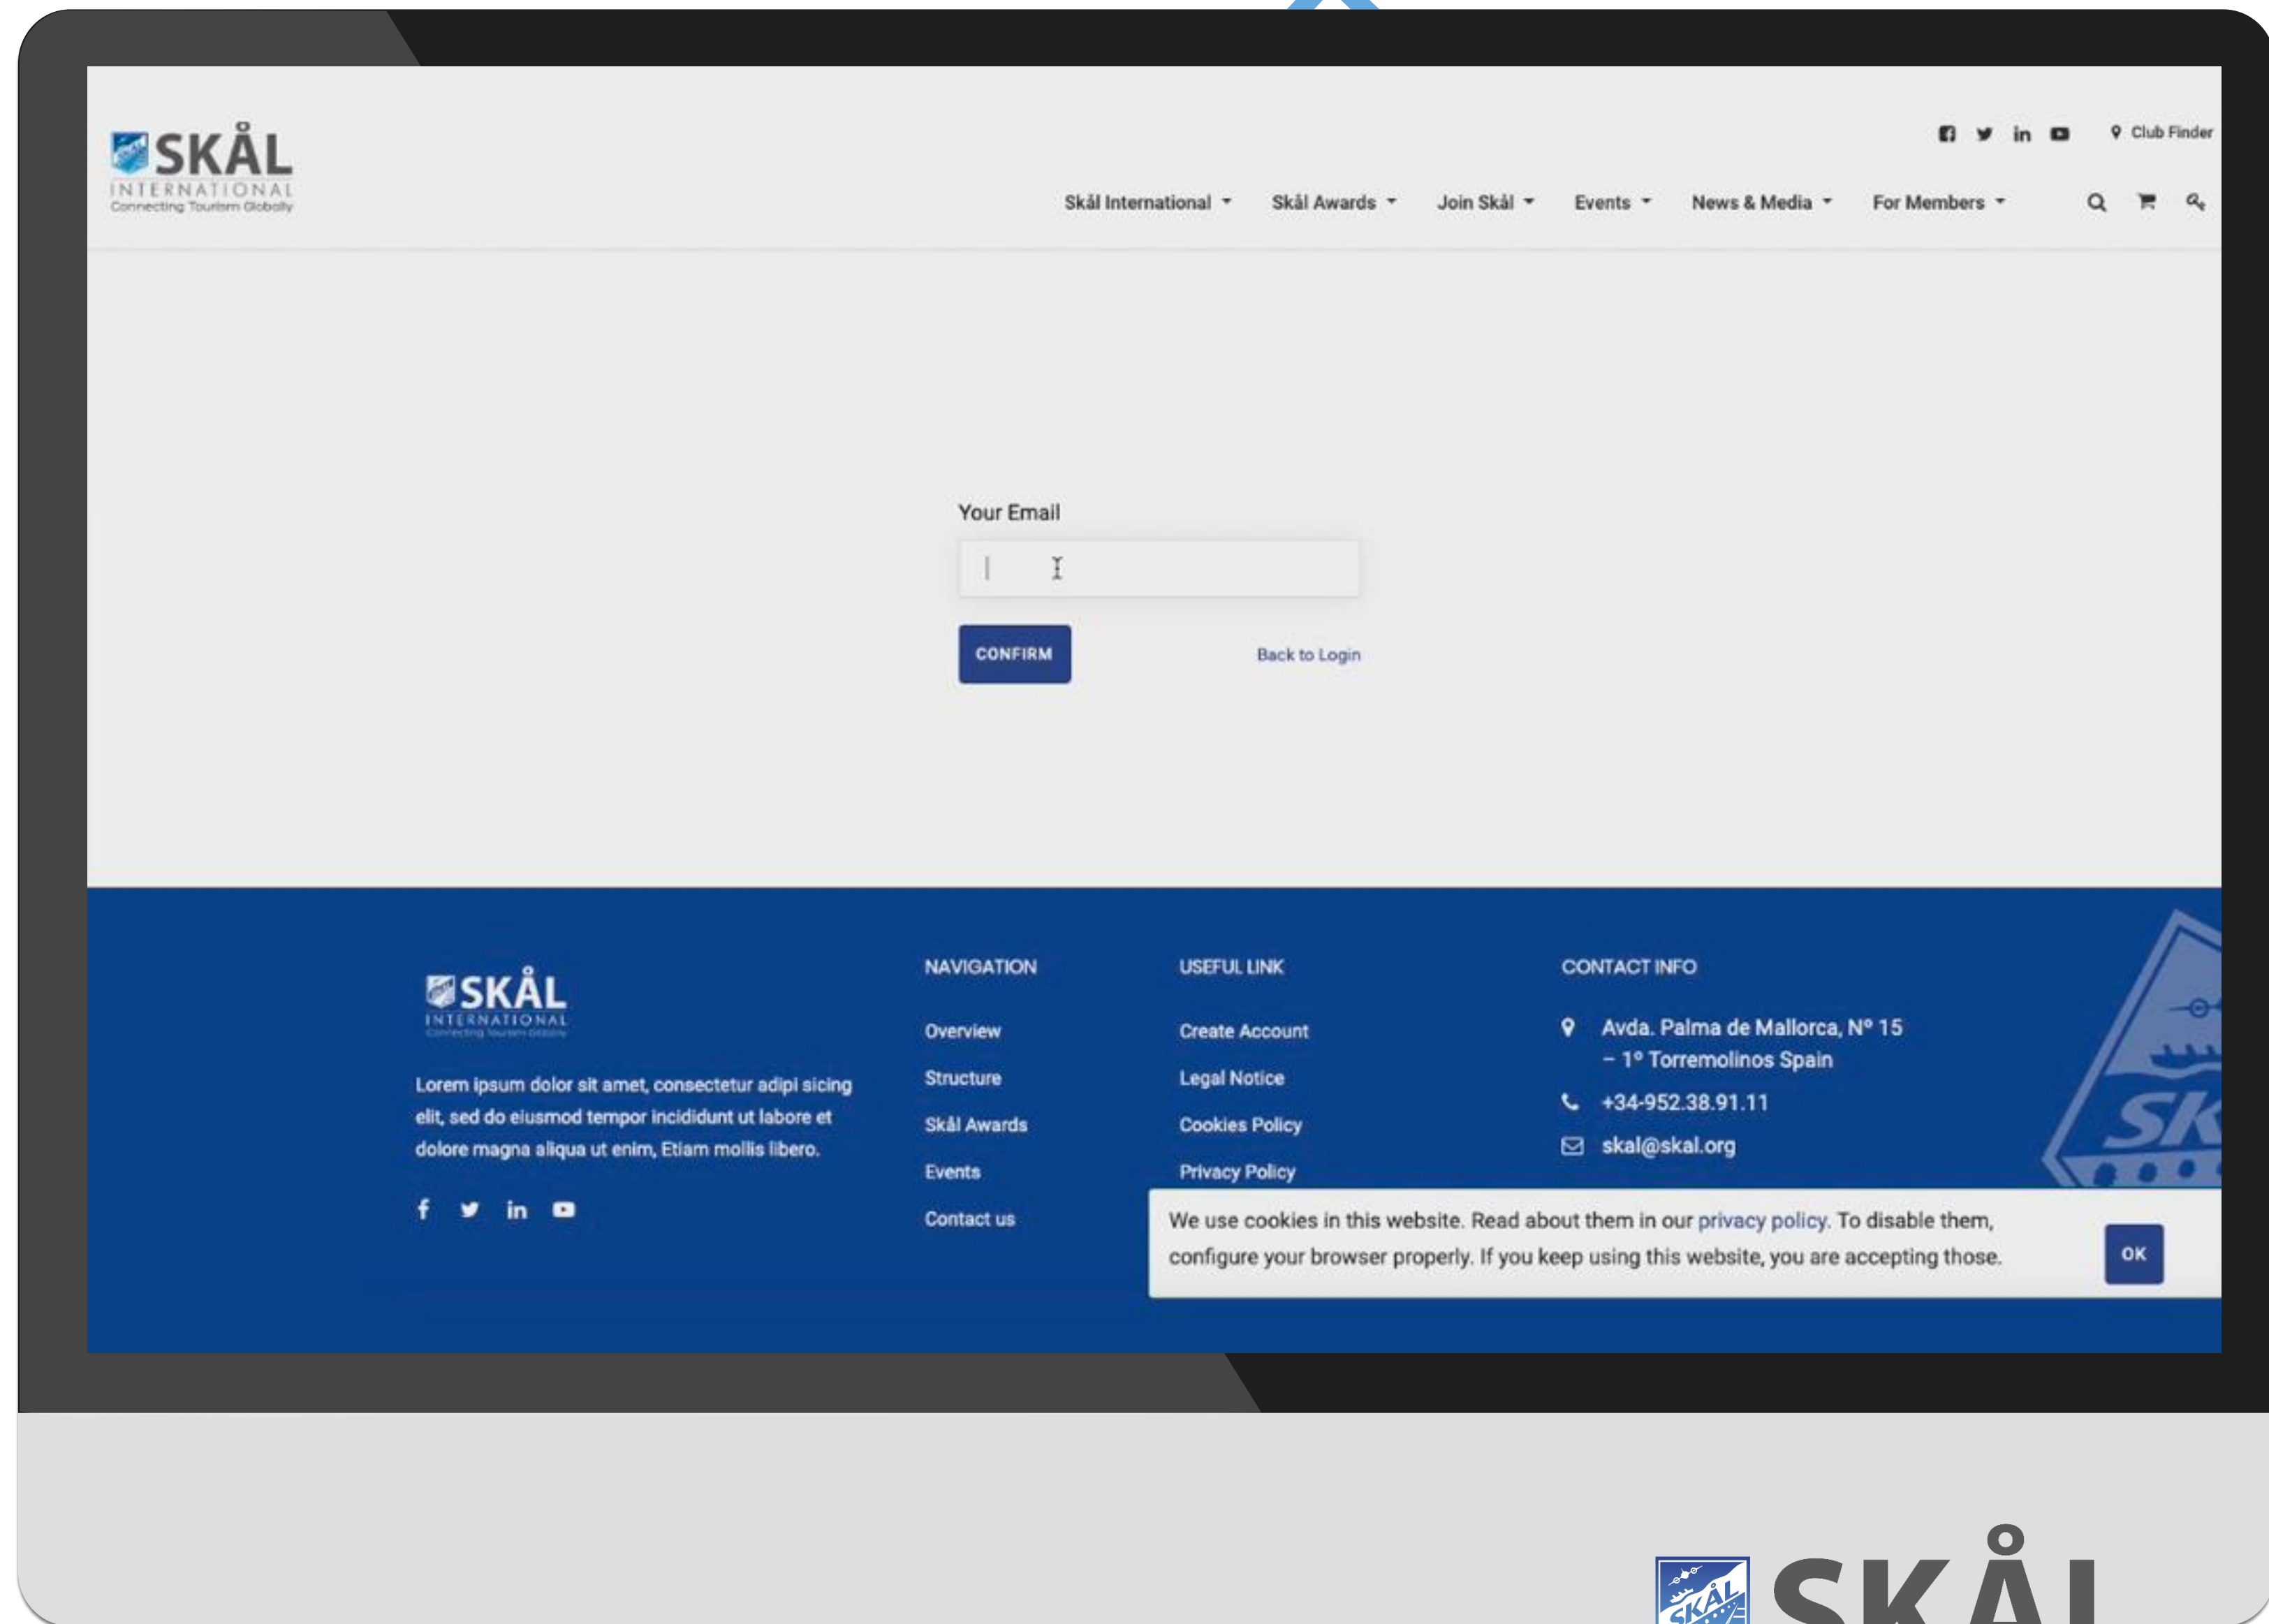 SKÅL
INTERNATIONAL
Connecting Tourism Globally
Club Finder
Skål International
Skål Awards
Join Skål
Events
News & Media
For Members
Your Email
CONFIRM
Back to Login
SKÅL
INTERNATIONAL
Connecting Tourism Globally
Lorem ipsum dolor sit amet, consectetur adipi sicing
elit, sed do eiusmod tempor incididunt ut labore et
dolore magna aliqua ut enim, Etiam mollis libero.
NAVIGATION
Overview
Structure
Skål Awards
Events
Contact us
USEFUL LINK
Create Account
Legal Notice
Cookies Policy
Privacy Policy
CONTACT INFO
Avda. Palma de Mallorca, Nº 15
– 1º Torremolinos Spain
+34-952.38.91.11
skal@skal.org
SK
We use cookies in this website. Read about them in our privacy policy. To disable them,
configure your browser properly. If you keep using this website, you are accepting those.
OK
SKÅL
SKÅL